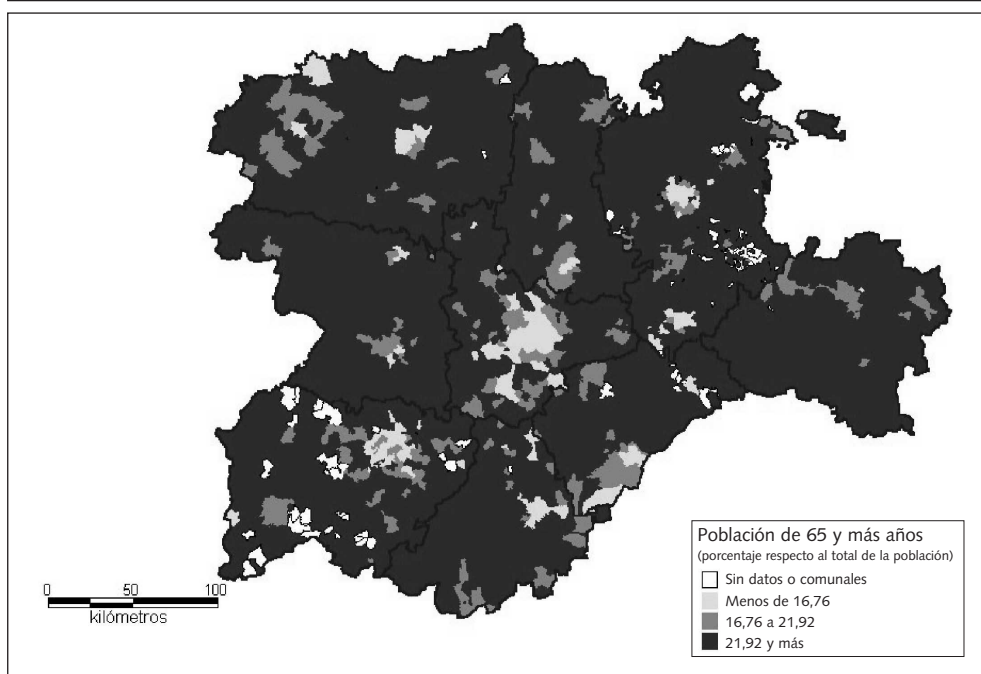 0 50 100
kilómetros
Población de 65 y más años
(porcentaje respecto al total de la población)
Sin datos o comunales
Menos de 16,76
16,76 a 21,92
21,92 y más